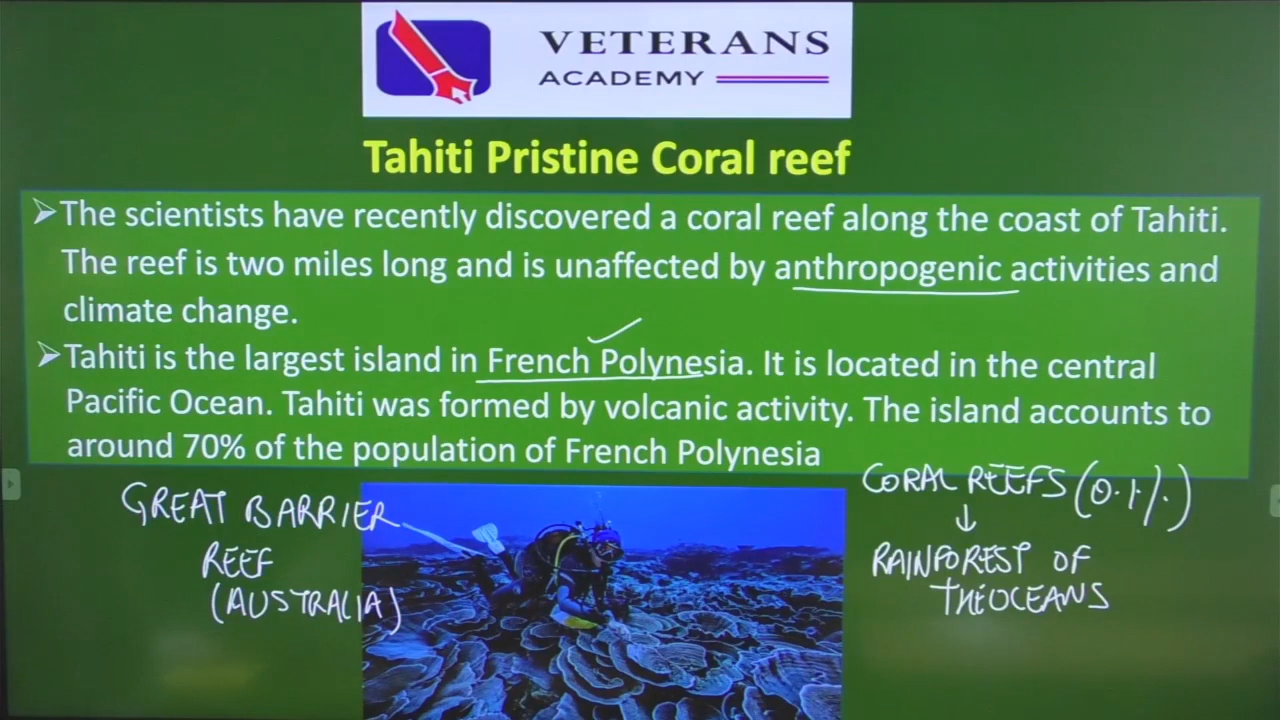 VETERANS
ACADEMY
Tahiti Pristine Coral reef
➢The scientists have recently discovered a coral reef along the coast of Tahiti.
The reef is two miles long and is unaffected by anthropogenic activities and
climate change.
➢Tahiti is the largest island in French Polynesia. It is located in the central
Pacific Ocean. Tahiti was formed by volcanic activity. The island accounts to
around 70% of the population of French Polynesia
GREAT BARRIER
REEF
(AUSTRALIA)
CORAL REEFS (0.1%)
↓
RAINFOREST OF
THE OCEANS